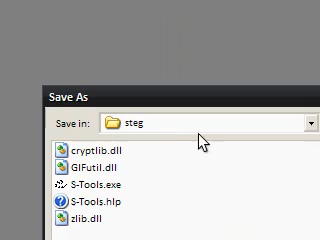 Save As
Save in: steg
cryptlib.dll
GIFutil.dll
S-Tools.exe
S-Tools.hlp
zlib.dll